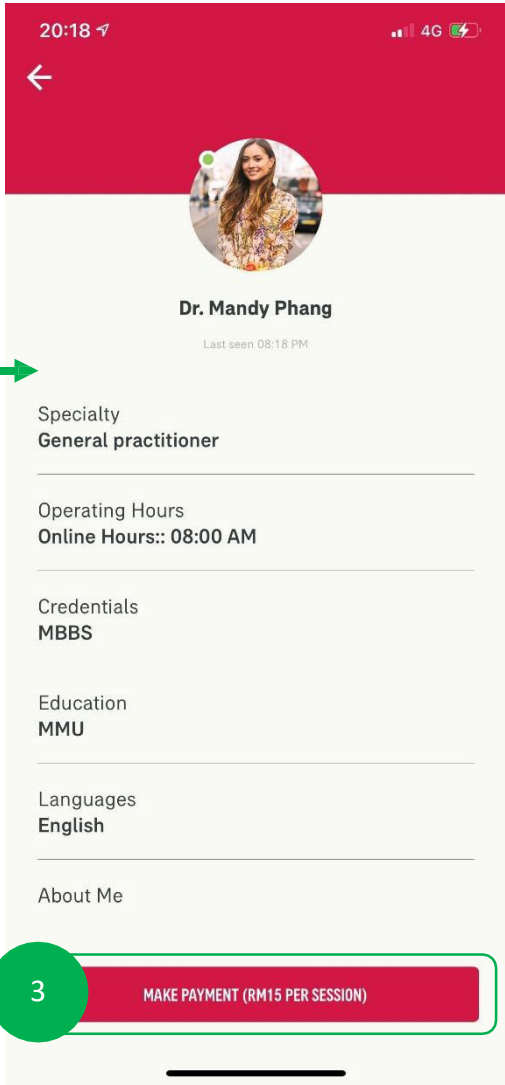 20:18
4G
Dr. Mandy Phang
Last seen 08:18 PM
Specialty
General practitioner
Operating Hours
Online Hours:: 08:00 AM
Credentials
MBBS
Education
MMU
Languages
English
About Me
3
MAKE PAYMENT (RM15 PER SESSION)